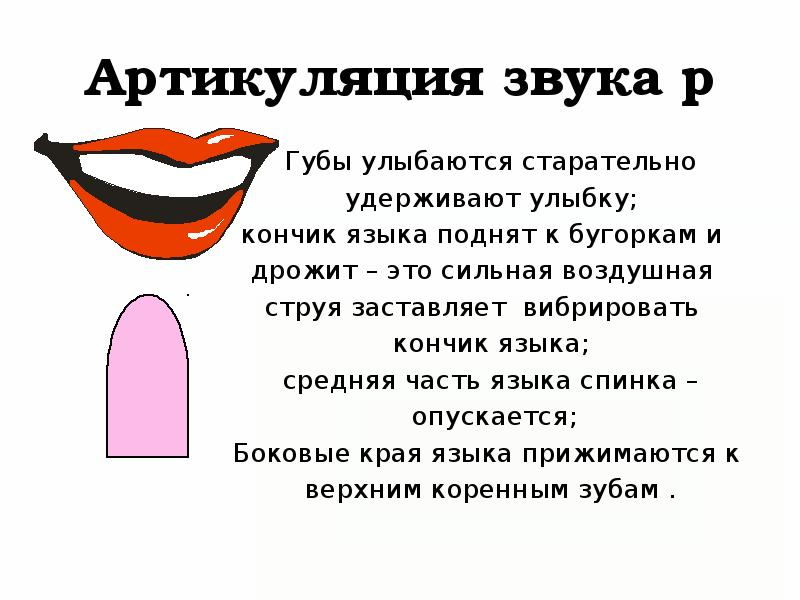 Артикуляция звука р
Губы улыбаются старательно
удерживают улыбку;
кончик языка поднят к бугоркам и
дрожит – это сильная воздушная
струя заставляет вибрировать
кончик языка;
средняя часть языка спинка –
опускается;
Боковые края языка прижимаются к
верхним коренным зубам .